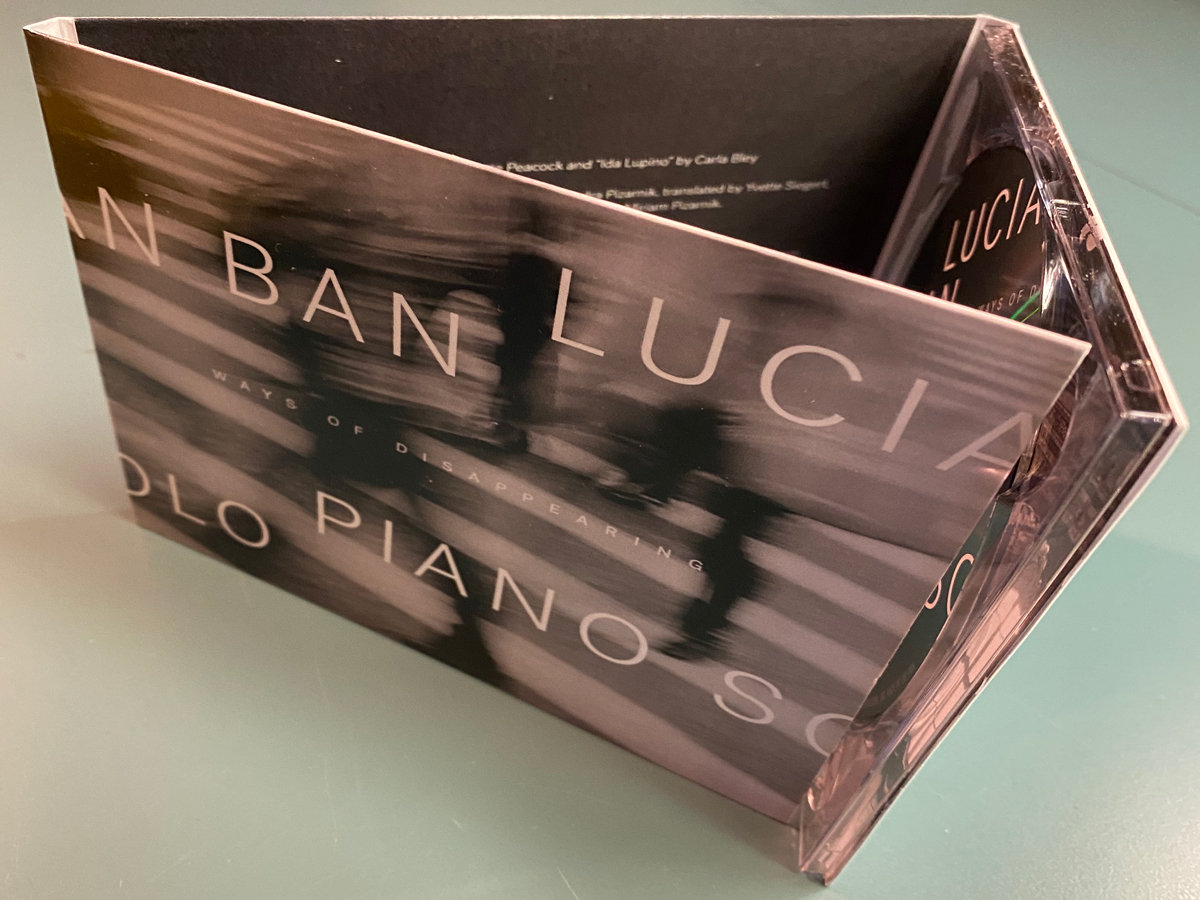 Peacock and "Ida Lupino" by Carla Bley
Pizarnik, translated by Yvette Siegert,
Miriam Pizarnik.
AN BAN LUCIA
WAYS OF DISAPPEARING
OLO PIANO SO
LUCIA
AN
WAYS OF D